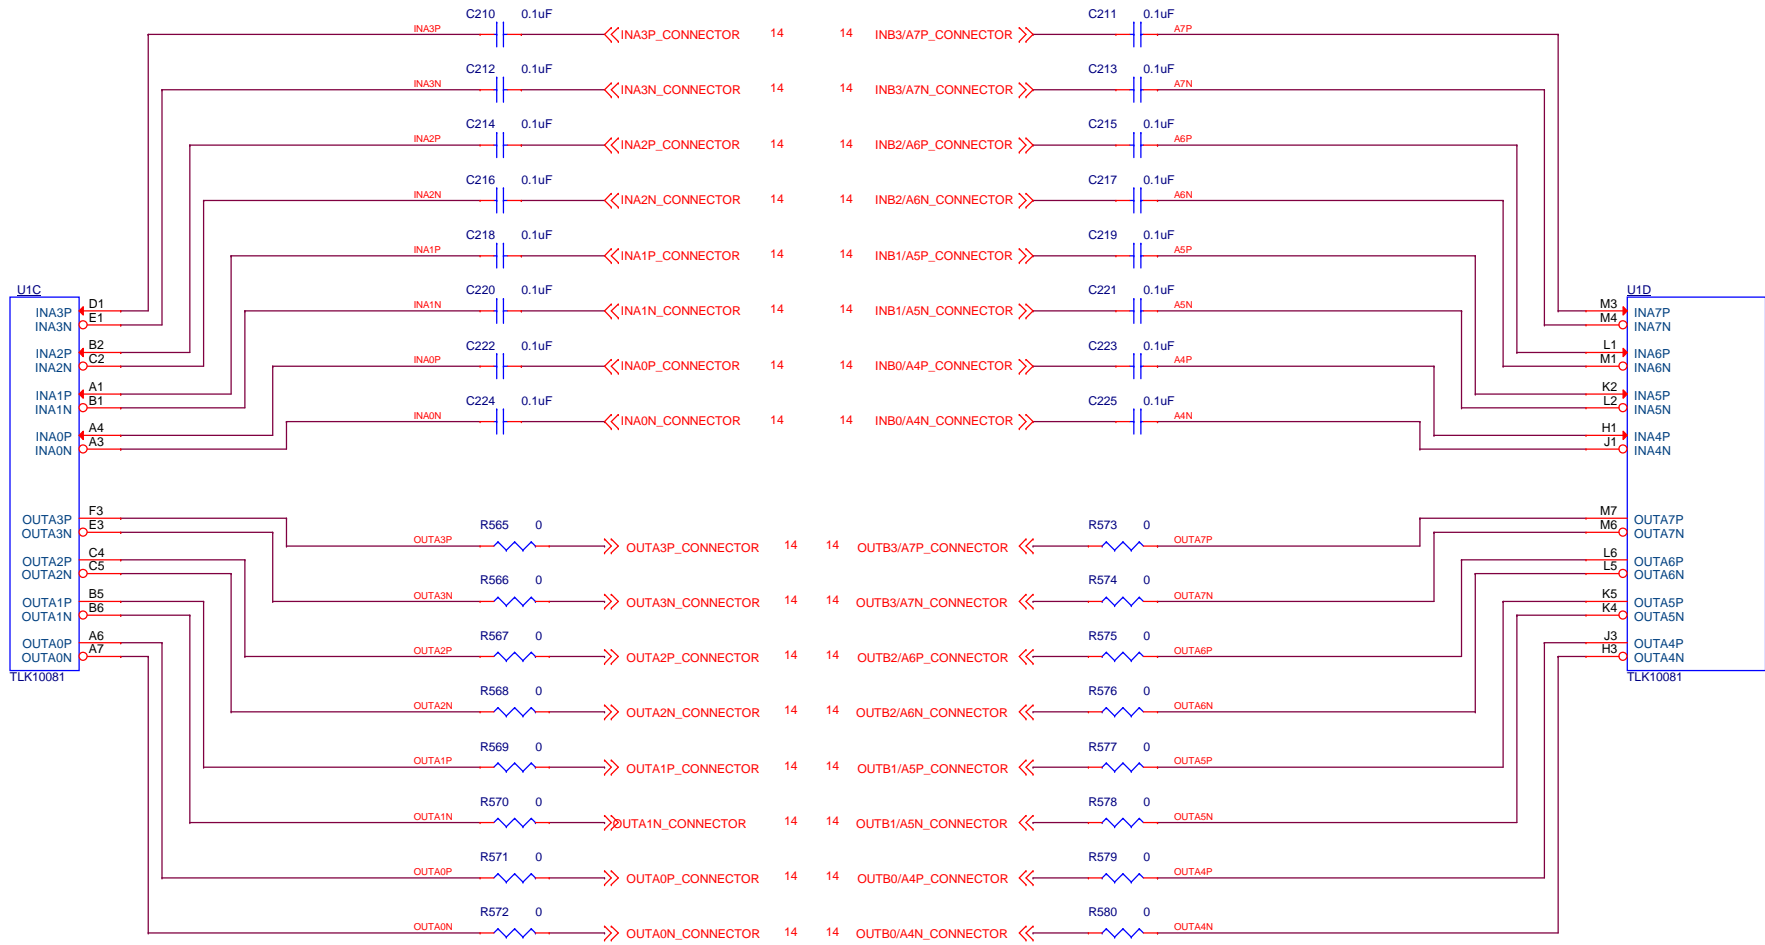 C210 0.1uF C211 0.1uF
INA3P INA3P_CONNECTOR 14 14 INB3/A7P_CONNECTOR A7P
C212 0.1uF C213 0.1uF
INA3N INA3N_CONNECTOR 14 14 INB3/A7N_CONNECTOR A7N
C214 0.1uF C215 0.1uF
INA2P INA2P_CONNECTOR 14 14 INB2/A6P_CONNECTOR A6P
C216 0.1uF C217 0.1uF
INA2N INA2N_CONNECTOR 14 14 INB2/A6N_CONNECTOR A6N
C218 0.1uF C219 0.1uF
INA1P INA1P_CONNECTOR 14 14 INB1/A5P_CONNECTOR A5P
C220 0.1uF C221 0.1uF
INA1N INA1N_CONNECTOR 14 14 INB1/A5N_CONNECTOR A5N
C222 0.1uF C223 0.1uF
INA0P INA0P_CONNECTOR 14 14 INB0/A4P_CONNECTOR A4P
C224 0.1uF C225 0.1uF
INA0N INA0N_CONNECTOR 14 14 INB0/A4N_CONNECTOR A4N
U1C
INA3P D1
INA3N E1
INA2P B2
INA2N C2
INA1P A1
INA1N B1
INA0P A4
INA0N A3
OUTA3P F3
OUTA3N E3
OUTA2P C4
OUTA2N C5
OUTA1P B5
OUTA1N B6
OUTA0P A6
OUTA0N A7
TLK10081
U1D
M3 INA7P
M4 INA7N
L1 INA6P
M1 INA6N
K2 INA5P
L2 INA5N
H1 INA4P
J1 INA4N
M7 OUTA7P
M6 OUTA7N
L6 OUTA6P
L5 OUTA6N
K5 OUTA5P
K4 OUTA5N
J3 OUTA4P
H3 OUTA4N
TLK10081
R565 0 R573 0
OUTA3P OUTA3P_CONNECTOR 14 14 OUTB3/A7P_CONNECTOR OUTA7P
R566 0 R574 0
OUTA3N OUTA3N_CONNECTOR 14 14 OUTB3/A7N_CONNECTOR OUTA7N
R567 0 R575 0
OUTA2P OUTA2P_CONNECTOR 14 14 OUTB2/A6P_CONNECTOR OUTA6P
R568 0 R576 0
OUTA2N OUTA2N_CONNECTOR 14 14 OUTB2/A6N_CONNECTOR OUTA6N
R569 0 R577 0
OUTA1P OUTA1P_CONNECTOR 14 14 OUTB1/A5P_CONNECTOR OUTA5P
R570 0 R578 0
OUTA1N OUTA1N_CONNECTOR 14 14 OUTB1/A5N_CONNECTOR OUTA5N
R571 0 R579 0
OUTA0P OUTA0P_CONNECTOR 14 14 OUTB0/A4P_CONNECTOR OUTA4P
R572 0 R580 0
OUTA0N OUTA0N_CONNECTOR 14 14 OUTB0/A4N_CONNECTOR OUTA4N